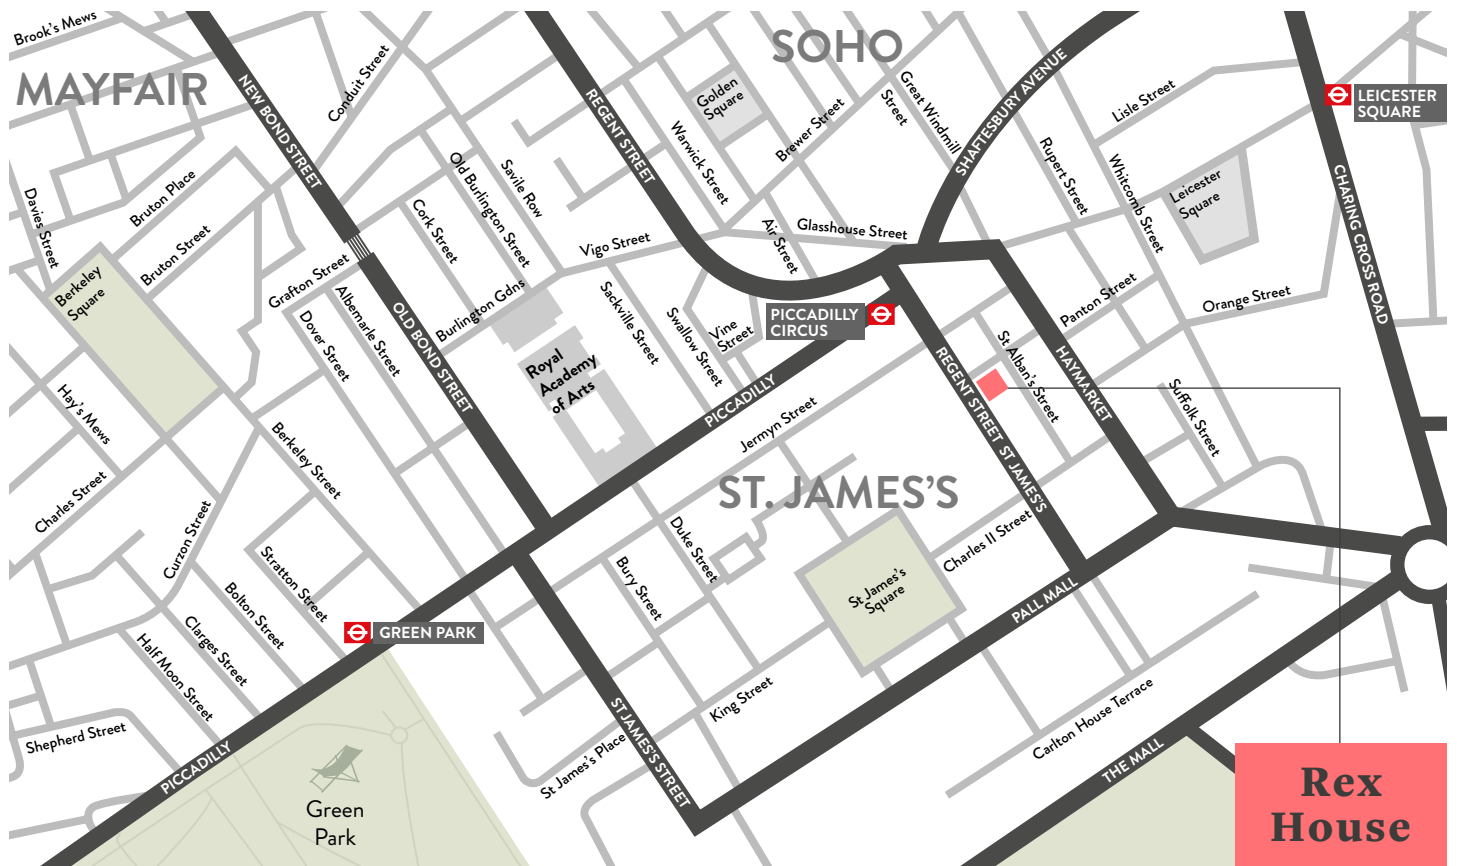 Brook's Mews
MAYFAIR
NEW BOND STREET
Conduit Street
REGENT STREET
SOHO
Golden
Square
Brewer Street
Great Windmill
Street
SHAFTESBURY AVENUE
Lisle Street
LEICESTER
SQUARE
Davies Street
Bruton Place
Bruton Street
Berkeley
Square
Grafton Street
Old Burlington Street
Savile Row
Cork Street
Warwick Street
Air Street
Glasshouse Street
Vigo Street
Rupert Street
Whitcomb Street
Leicester
Square
CHARING CROSS ROAD
Albemarle Street
Dover Street
OLD BOND STREET
Burlington Gdns
Royal
Academy
of Arts
Sackville Street
Swallow Street
Vine
Street
PICCADILLY
CIRCUS
Panton Street
Orange Street
St Alban's Street
HAYMARKET
REGENT STREET ST JAMES'S
Suffolk Street
PICCADILLY
Jermyn Street
Hay's Mews
Charles Street
Berkeley Street
Curzon Street
ST. JAMES'S
Duke Street
Bury Street
St James's
Square
Charles II Street
PALL MALL
Stratton Street
Bolton Street
Clarges Street
Half Moon Street
GREEN PARK
Shepherd Street
PICCADILLY
Green
Park
King Street
St James's Place
ST JAMES'S STREET
Carlton House Terrace
THE MALL
Rex
House